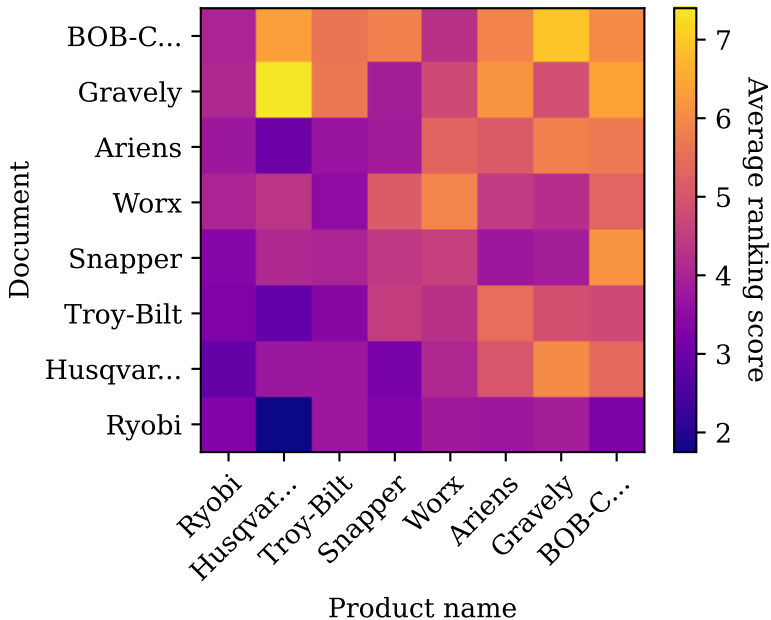 BOB-C...
Gravely
Ariens
Worx
Snapper
Troy-Bilt
Husqvar...
Ryobi
Document
Ryobi
Husqvar...
Troy-Bilt
Snapper
Worx
Ariens
Gravely
BOB-C...
Product name
7
6
5
4
3
2
Average ranking score